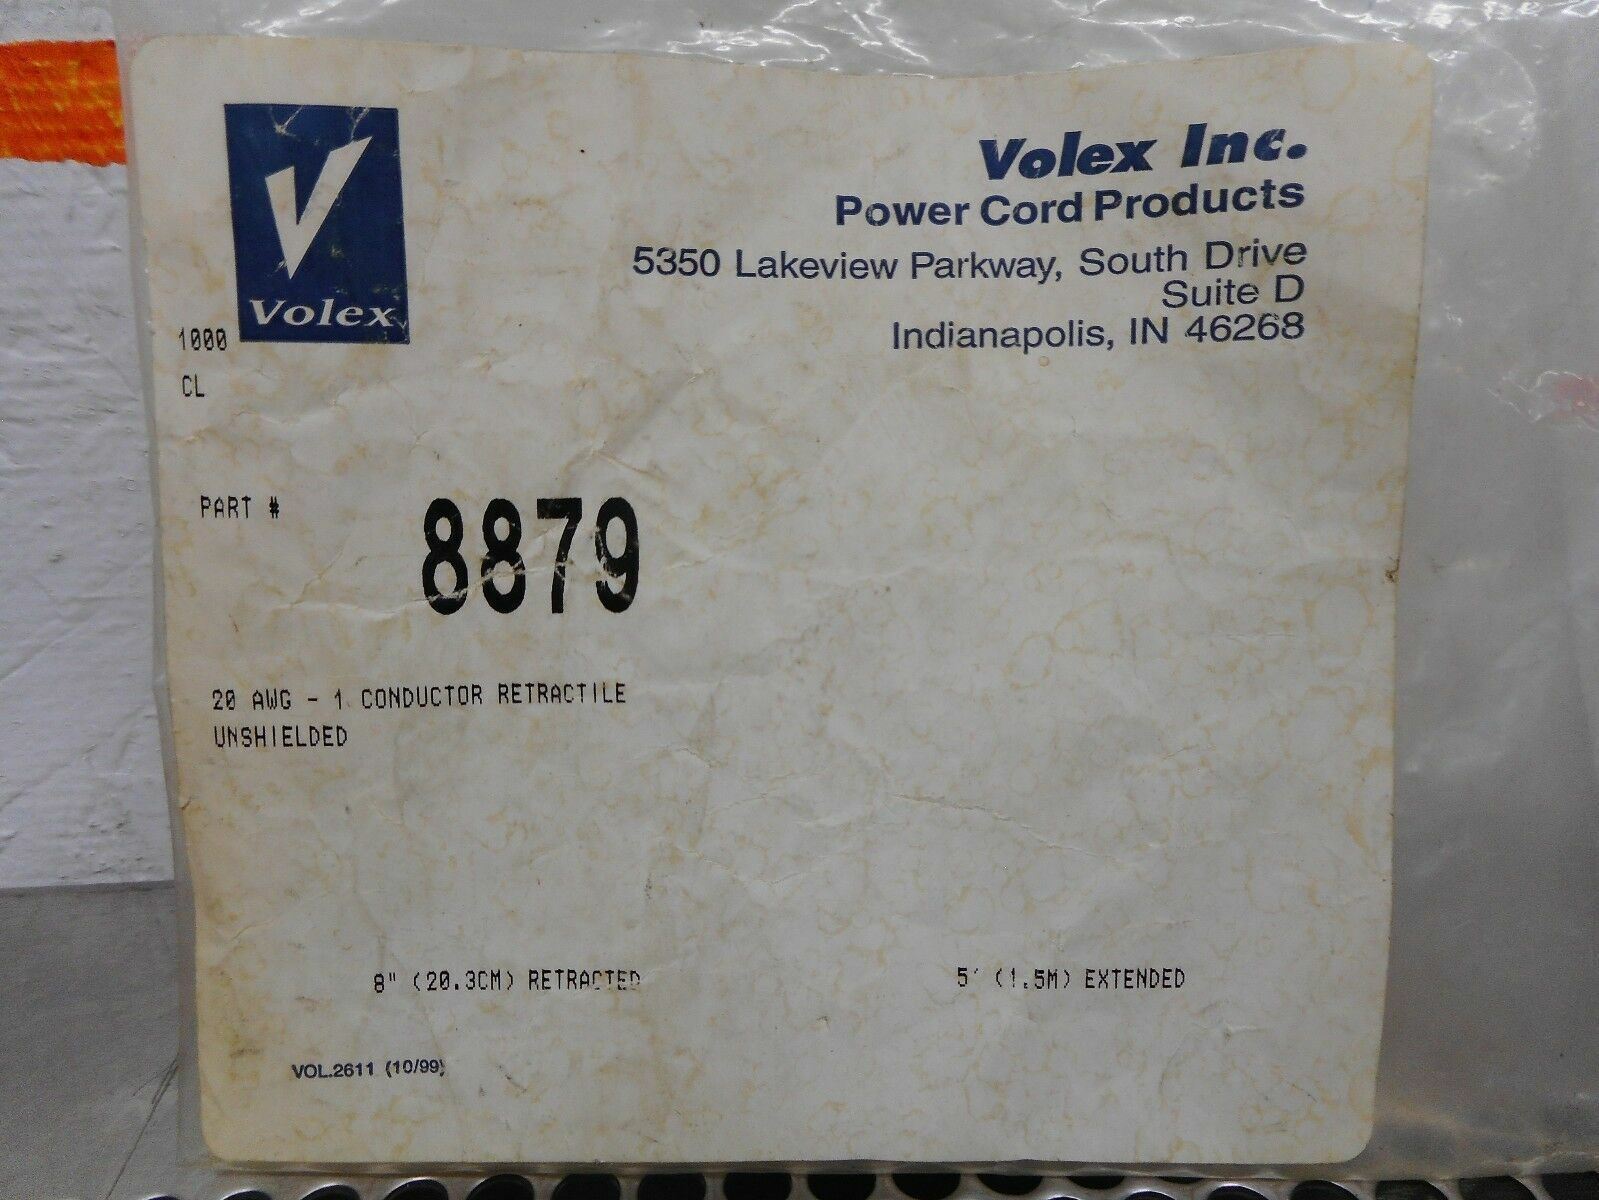 Volex
Volex Inc.
Power Cord Products
5350 Lakeview Parkway, South Drive
Suite D
Indianapolis, IN 46268
1000
CL
PART #
8879
20 AWG - 1 CONDUCTOR RETRACTILE
UNSHIELDED
8" (20.3CM) RETRACTED
5' (1.5M) EXTENDED
VOL.2611 (10/99)